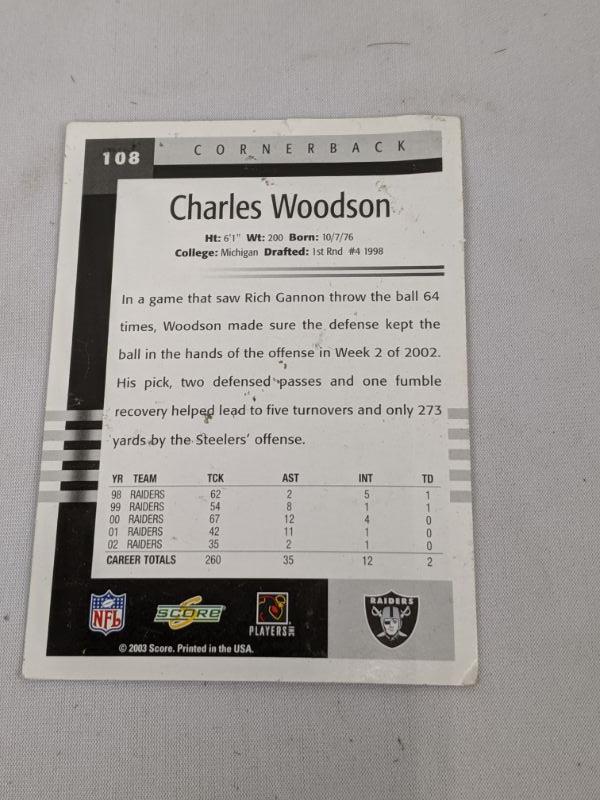 108 CORNERBACK
Charles Woodson
Ht: 6'1" Wt: 200 Born: 10/7/76
College: Michigan Drafted: 1st Rnd #4 1998
In a game that saw Rich Gannon throw the ball 64
times, Woodson made sure the defense kept the
ball in the hands of the offense in Week 2 of 2002.
His pick, two defensed passes and one fumble
recovery helped lead to five turnovers and only 273
yards by the Steelers' offense.
YR TEAM TCK AST INT TD
98 RAIDERS 62 2 5 1
99 RAIDERS 54 8 1 1
00 RAIDERS 67 12 4 0
01 RAIDERS 42 11 1 0
02 RAIDERS 35 2 1 0
CAREER TOTALS 260 35 12 2
NFL SCORE PLAYERS INC RAIDERS
© 2003 Score. Printed in the USA.